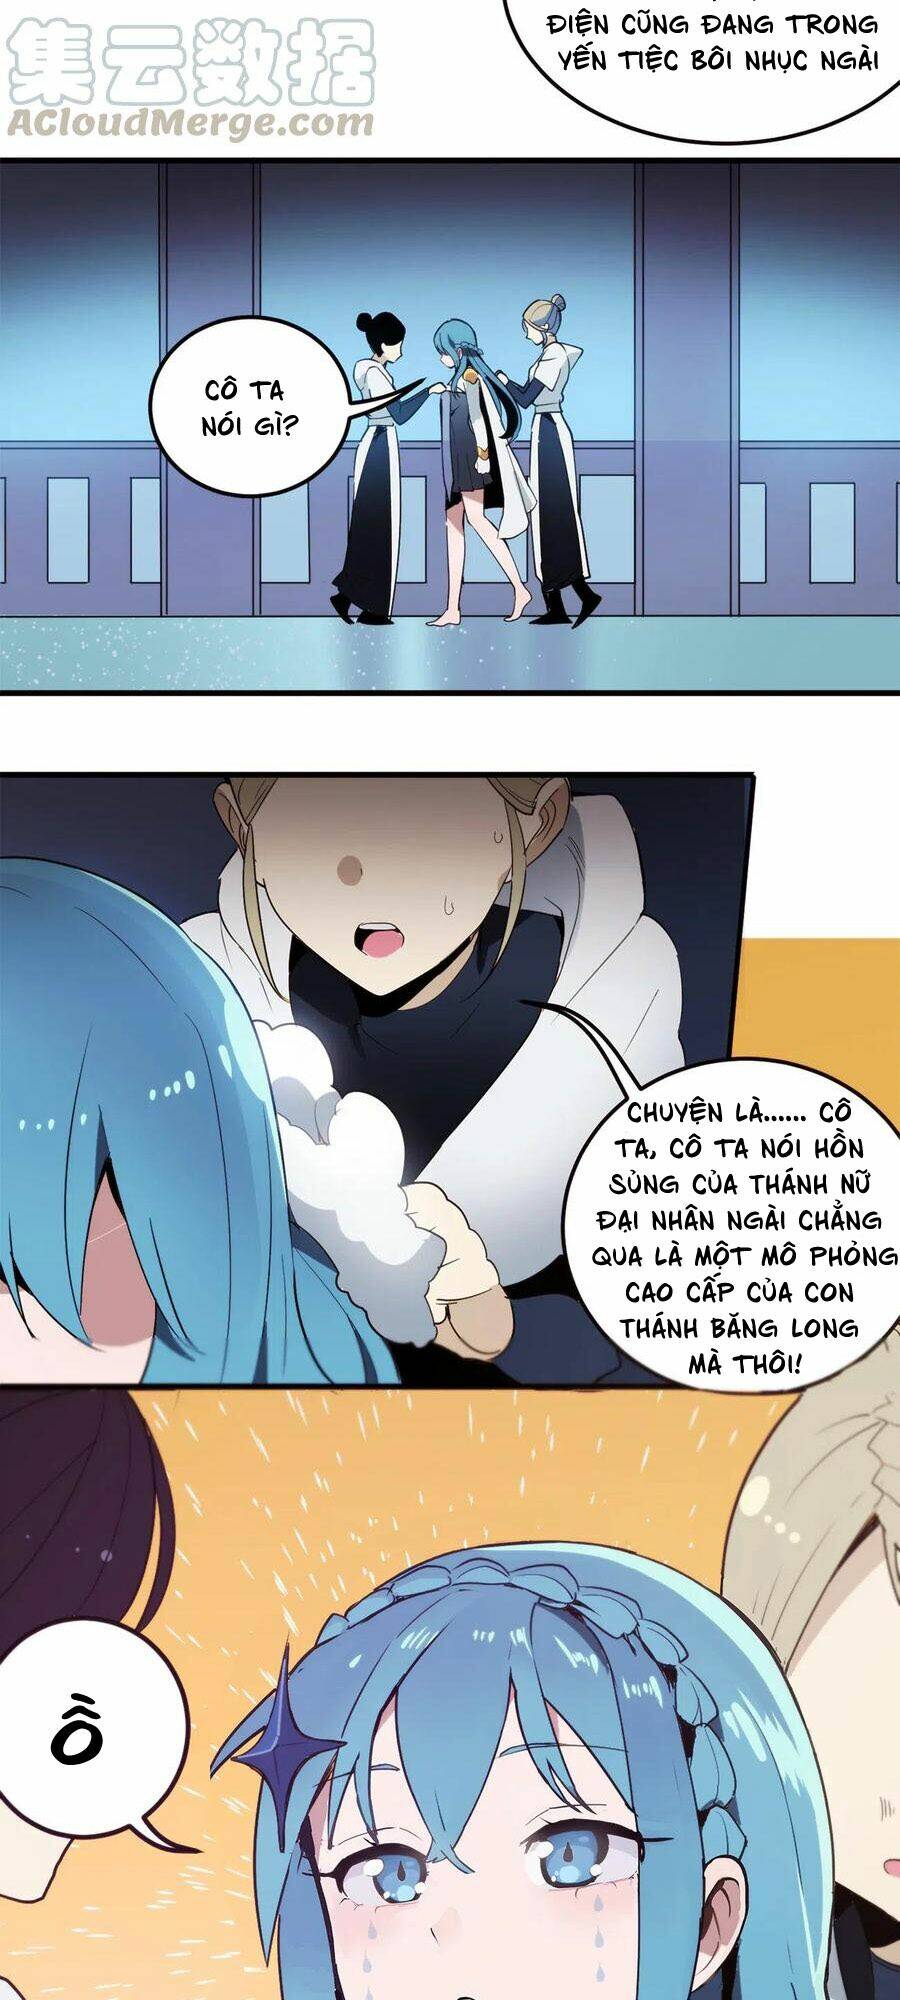 集云数据
ACloudMerge.com
ĐIỆN CŨNG ĐANG TRONG
YẾN TIỆC BÔI NHỤC NGÀI
CÔ TA
NÓI GÌ?
CHUYỆN LÀ...... CÔ
TA, CÔ TA NÓI HỒN
SỦNG CỦA THÁNH NỮ
ĐẠI NHÂN NGÀI CHẲNG
QUA LÀ MỘT MÔ PHỎNG
CAO CẤP CỦA CON
THÁNH BĂNG LONG
MÀ THÔI!
Ồ